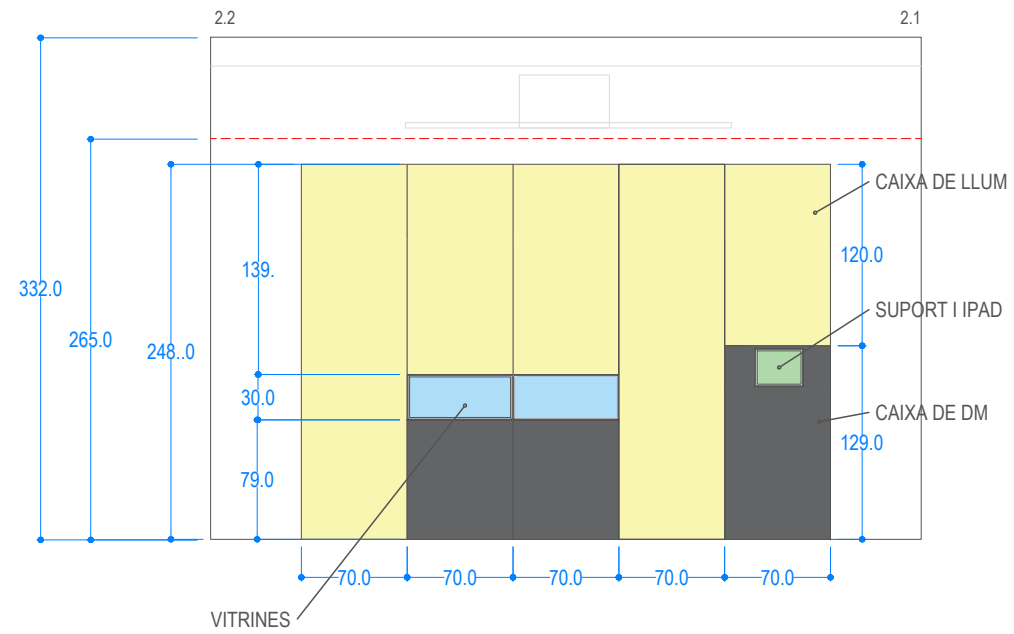 2.2 2.1
CAIXA DE LLUM
139. 120.0
332.0 SUPORT I IPAD
265.0
248..0
30.0
CAIXA DE DM
129.0
79.0
70.0 70.0 70.0 70.0 70.0
VITRINES